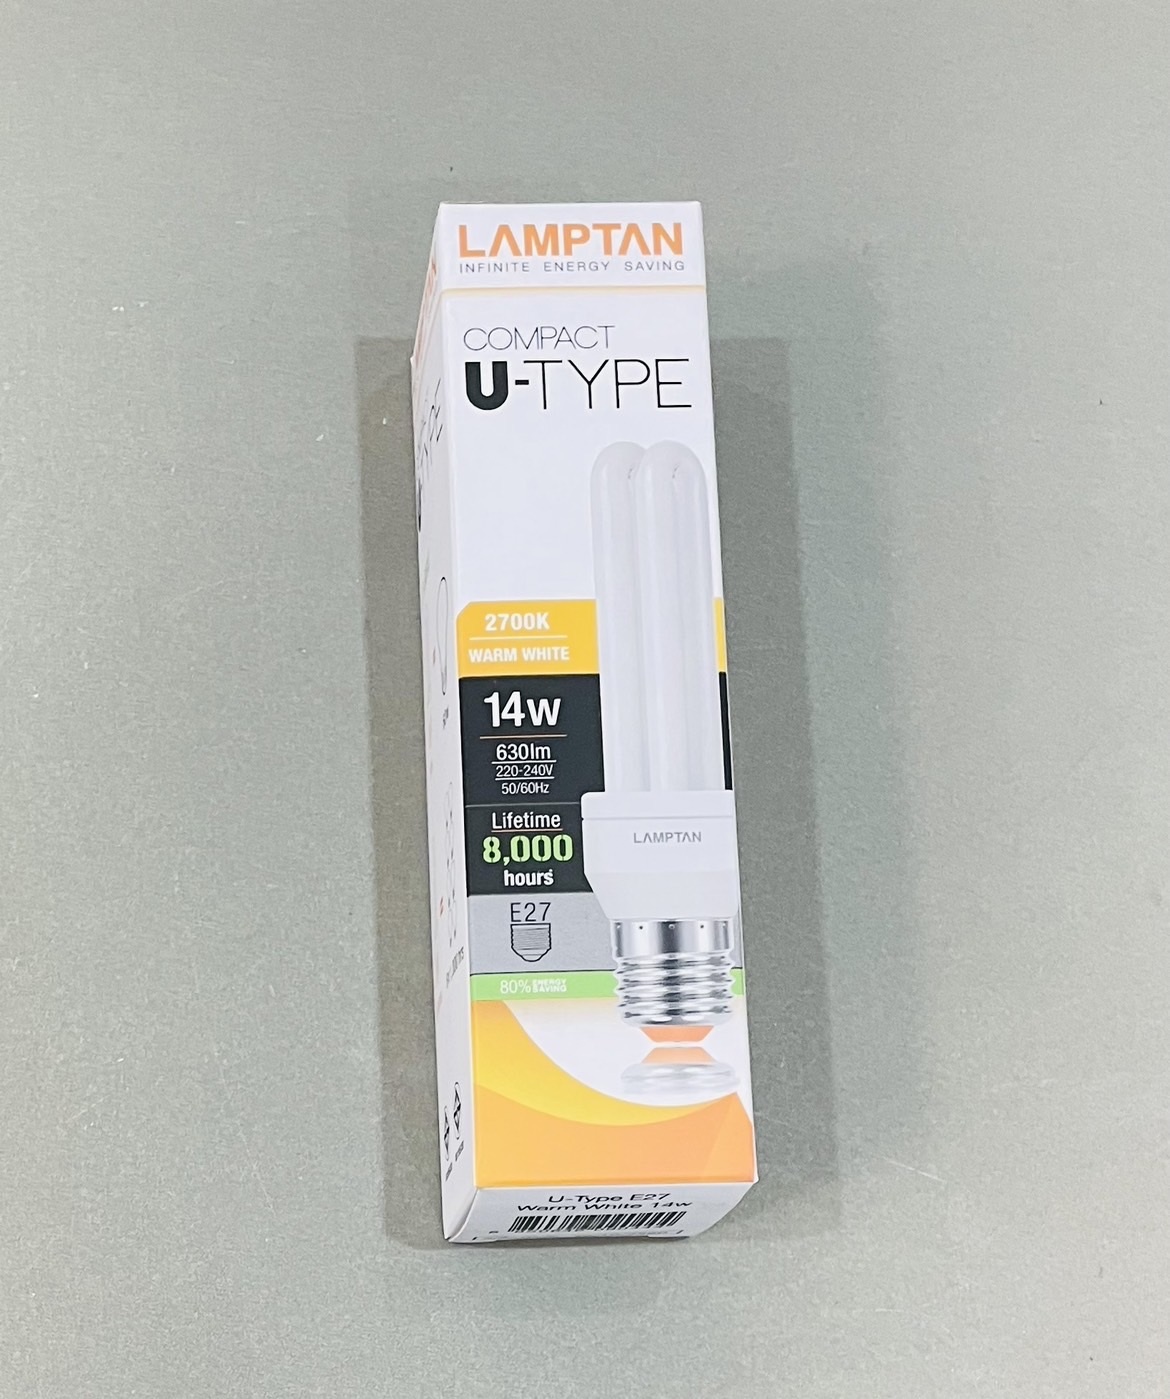 LAMPTAN
INFINITE ENERGY SAVING
COMPACT
U-TYPE
2700K
WARM WHITE
14w
630lm
220-240V
50/60Hz
Lifetime
8,000
hours
E27
80% ENERGY SAVING
LAMPTAN
U-Type E27
Warm White 14w